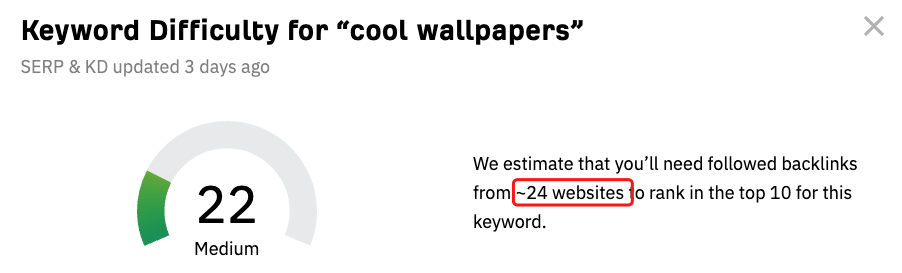 Keyword Difficulty for “cool wallpapers”
SERP & KD updated 3 days ago
22
Medium
We estimate that you’ll need followed backlinks
from ~24 websites to rank in the top 10 for this
keyword.